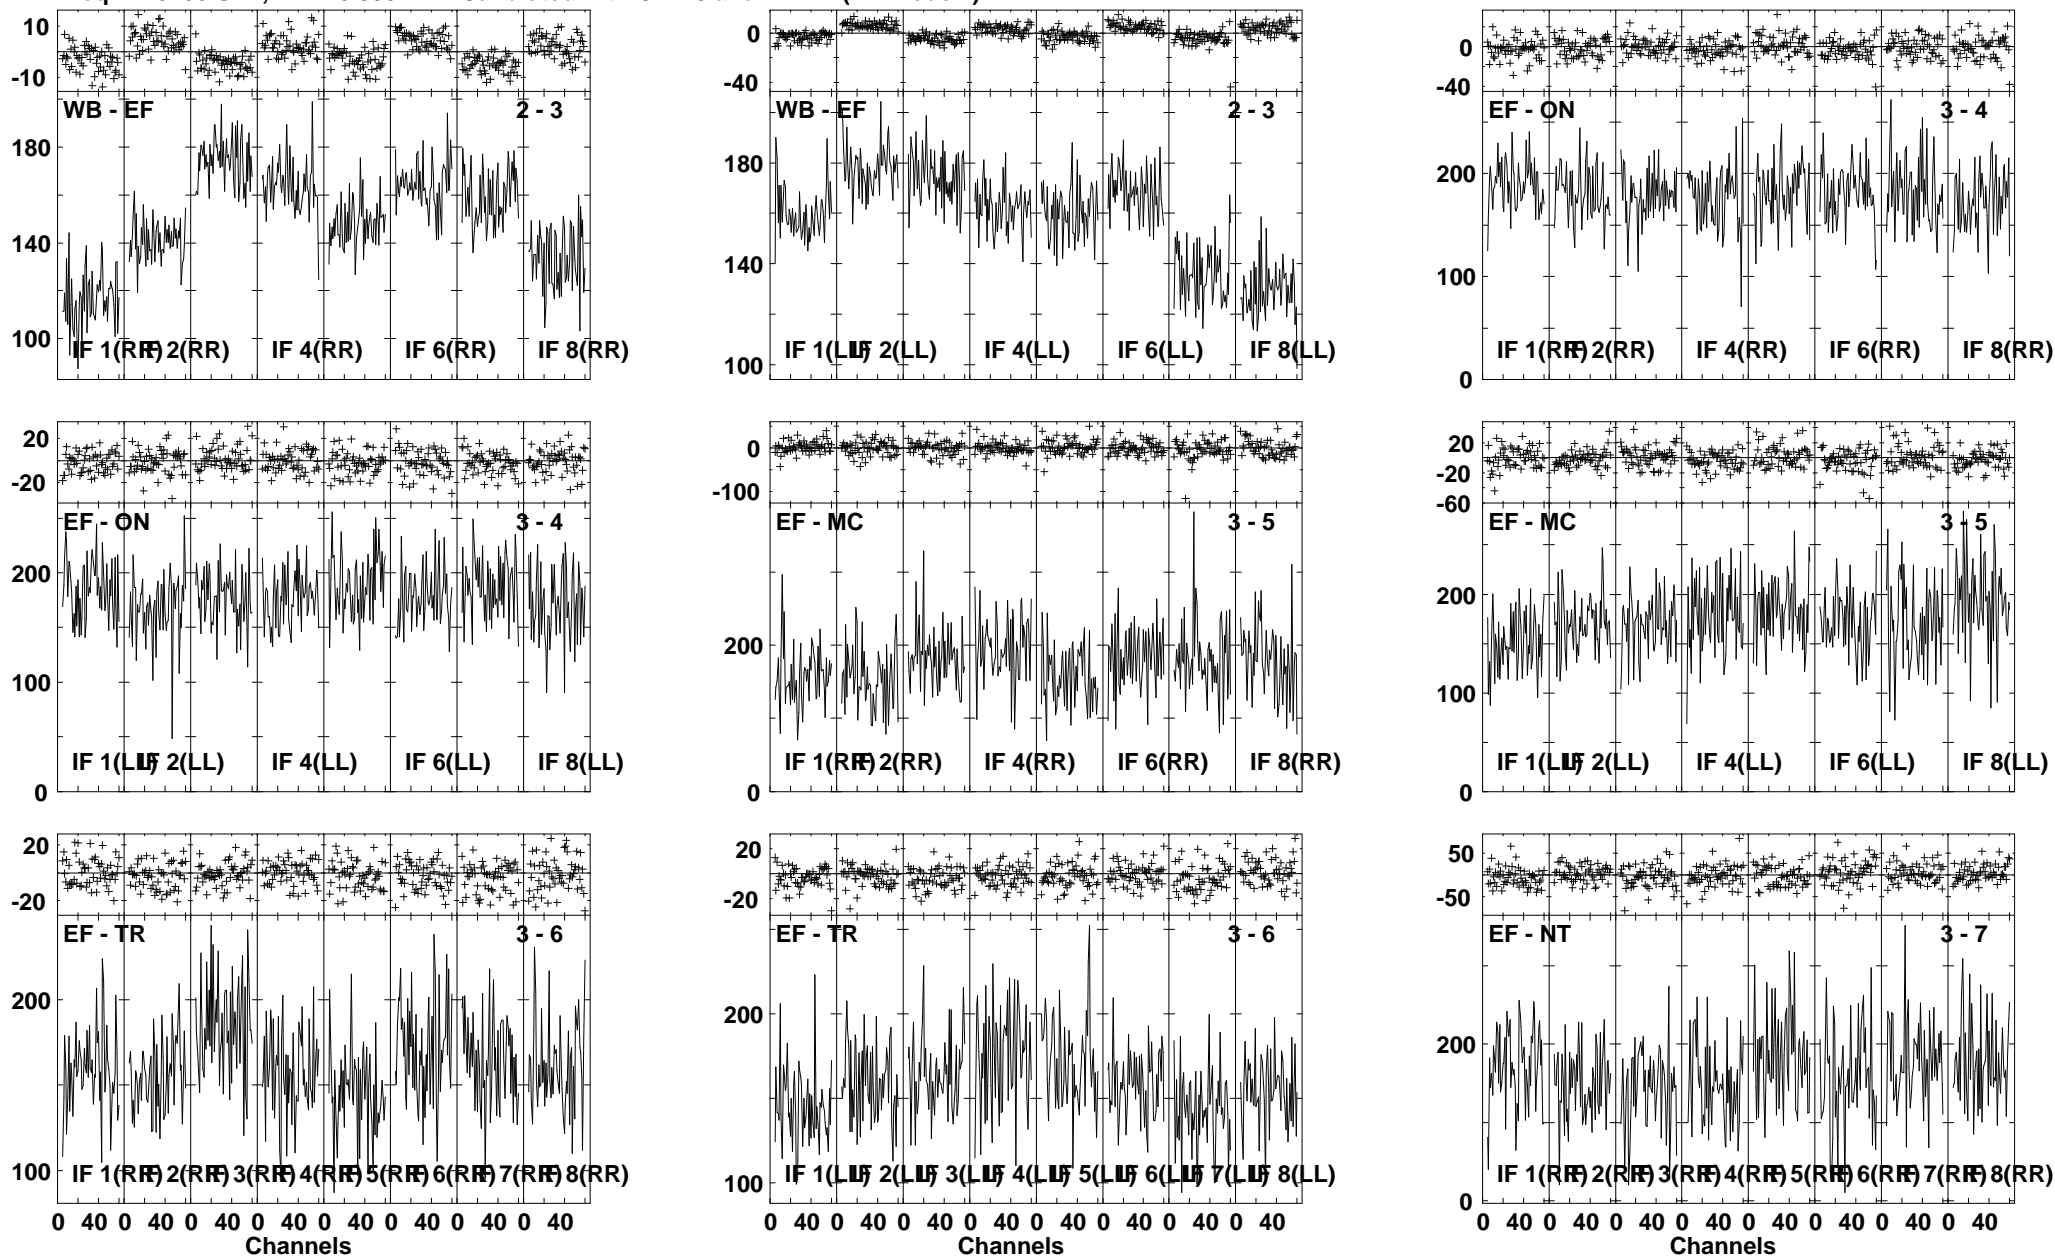 10
-10
WB - EF 2 - 3
180
140
100
IF 1(RR) IF 2(RR) IF 4(RR) IF 6(RR) IF 8(RR)
0
-40
WB - EF 2 - 3
180
140
100
IF 1(LL) IF 2(LL) IF 4(LL) IF 6(LL) IF 8(LL)
40
0
-40
EF - ON 3 - 4
200
100
0
IF 1(RR) IF 2(RR) IF 4(RR) IF 6(RR) IF 8(RR)
20
-20
EF - ON 3 - 4
200
100
0
IF 1(LL) IF 2(LL) IF 4(LL) IF 6(LL) IF 8(LL)
0
-100
EF - MC 3 - 5
200
0
IF 1(RR) IF 2(RR) IF 4(RR) IF 6(RR) IF 8(RR)
20
-20
-60
EF - MC 3 - 5
200
100
0
IF 1(LL) IF 2(LL) IF 4(LL) IF 6(LL) IF 8(LL)
20
-20
EF - TR 3 - 6
200
100
IF 1(RR) IF 2(RR) IF 3(RR) IF 4(RR) IF 5(RR) IF 6(RR) IF 7(RR) IF 8(RR)
0 40 0 40 0 40 0 40 0 40 0 40 0 40 0 40
Channels
20
-20
EF - TR 3 - 6
200
100
IF 1(LL) IF 2(LL) IF 3(LL) IF 4(LL) IF 5(LL) IF 6(LL) IF 7(LL) IF 8(LL)
0 40 0 40 0 40 0 40 0 40 0 40 0 40 0 40
Channels
50
-50
EF - NT 3 - 7
200
0
IF 1(RR) IF 2(RR) IF 3(RR) IF 4(RR) IF 5(RR) IF 6(RR) IF 7(RR) IF 8(RR)
0 40 0 40 0 40 0 40 0 40 0 40 0 40 0 40
Channels